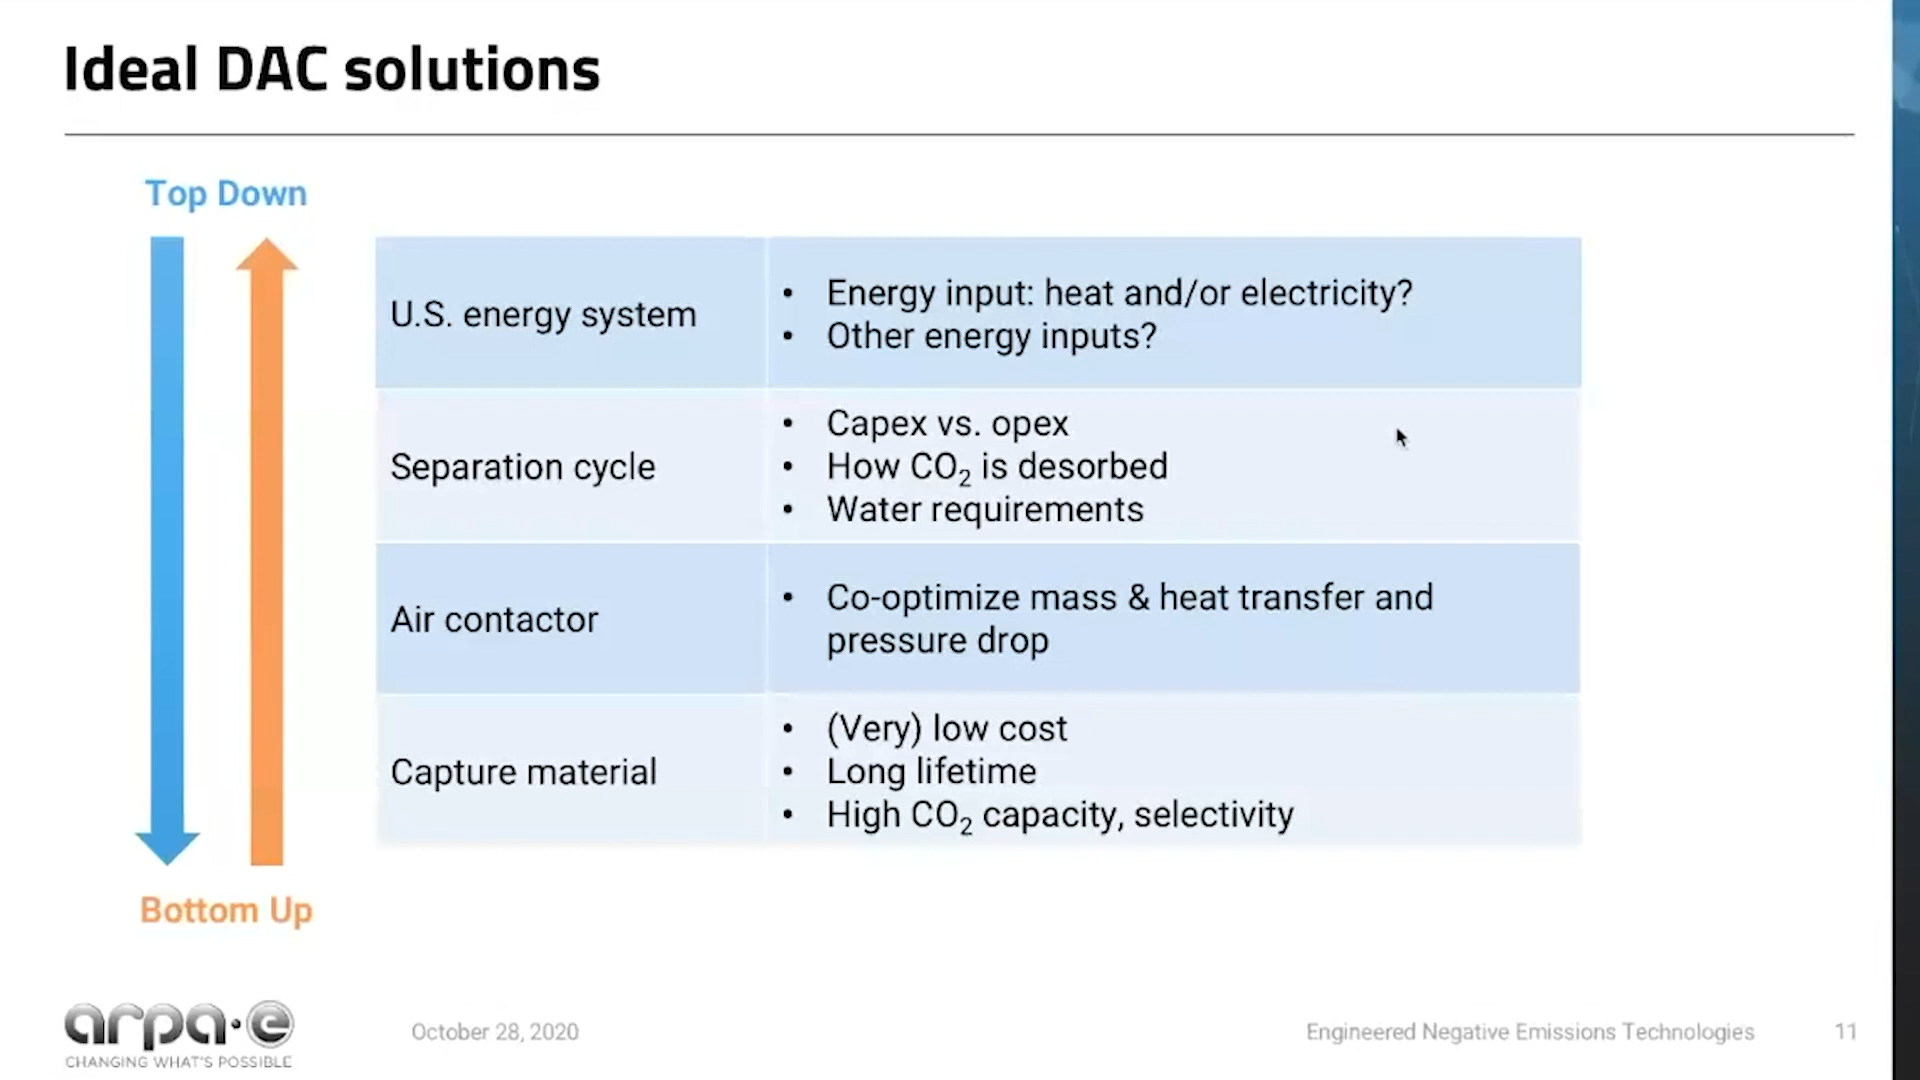 Ideal DAC solutions
Top Down
U.S. energy system
• Energy input: heat and/or electricity?
• Other energy inputs?
Separation cycle
• Capex vs. opex
• How CO₂ is desorbed
• Water requirements
Air contactor
• Co-optimize mass & heat transfer and
pressure drop
Capture material
• (Very) low cost
• Long lifetime
• High CO₂ capacity, selectivity
Bottom Up
arpa·e
CHANGING WHAT'S POSSIBLE
October 28, 2020
Engineered Negative Emissions Technologies
11